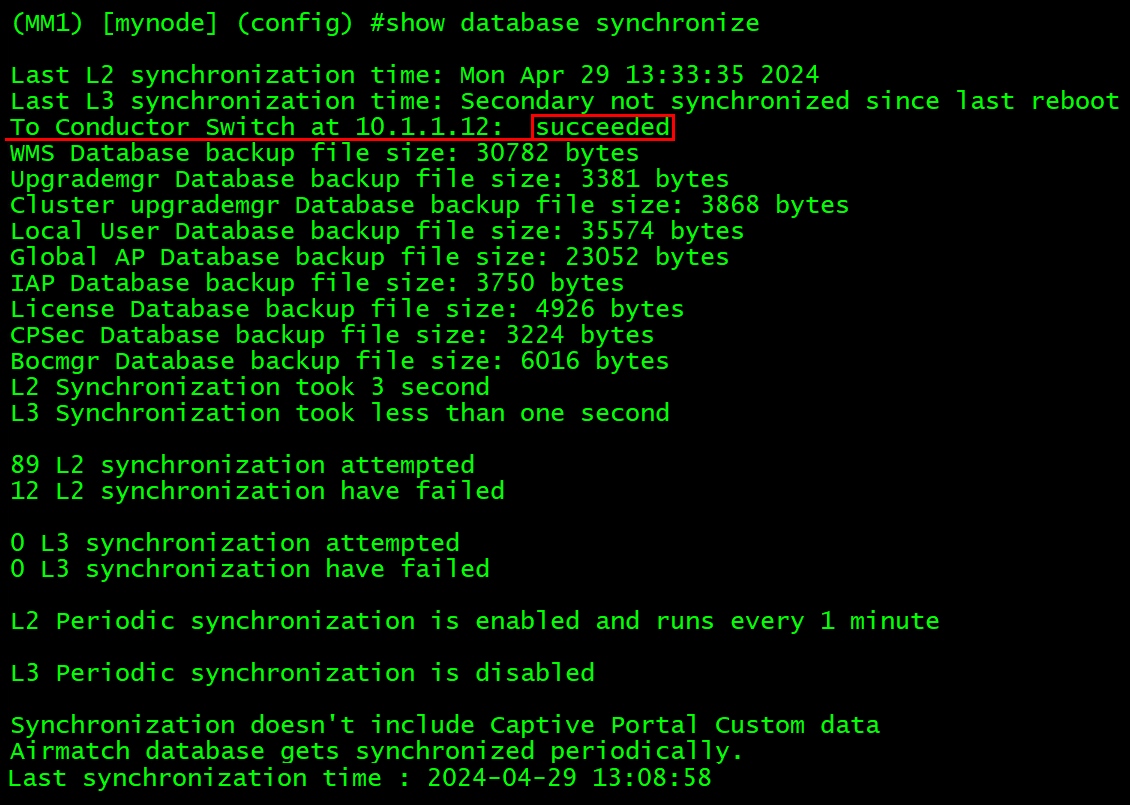 (MM1) [mynode] (config) #show database synchronize
Last L2 synchronization time: Mon Apr 29 13:33:35 2024
Last L3 synchronization time: Secondary not synchronized since last reboot
To Conductor Switch at 10.1.1.12:  succeeded
WMS Database backup file size: 30782 bytes
Upgrademgr Database backup file size: 3381 bytes
Cluster upgrademgr Database backup file size: 3868 bytes
Local User Database backup file size: 35574 bytes
Global AP Database backup file size: 23052 bytes
IAP Database backup file size: 3750 bytes
License Database backup file size: 4926 bytes
CPSec Database backup file size: 3224 bytes
Bocmgr Database backup file size: 6016 bytes
L2 Synchronization took 3 second
L3 Synchronization took less than one second
89 L2 synchronization attempted
12 L2 synchronization have failed
0 L3 synchronization attempted
0 L3 synchronization have failed
L2 Periodic synchronization is enabled and runs every 1 minute
L3 Periodic synchronization is disabled
Synchronization doesn't include Captive Portal Custom data
Airmatch database gets synchronized periodically.
Last synchronization time : 2024-04-29 13:08:58